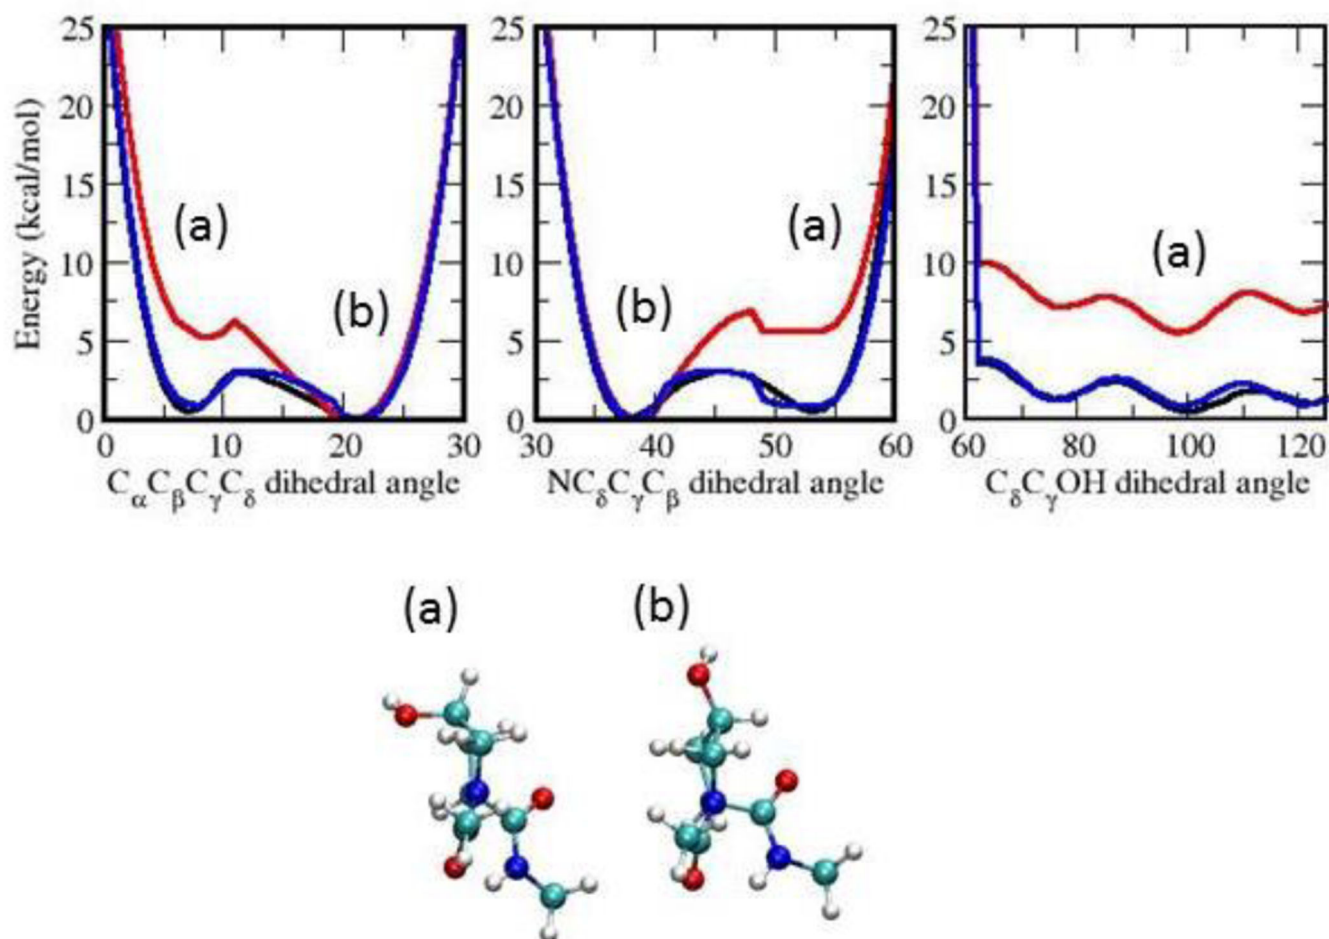 25 25 25
20 20 20
15 15 15
10 10 10
5 5 5
0 0 0
Energy (kcal/mol)
(a) (b) (b) (a) (a)
0 10 20 30 30 40 50 60 60 80 100 120
CαCβCγCδ dihedral angle NCδCγCβ dihedral angle CδCγOH dihedral angle
(a) (b)